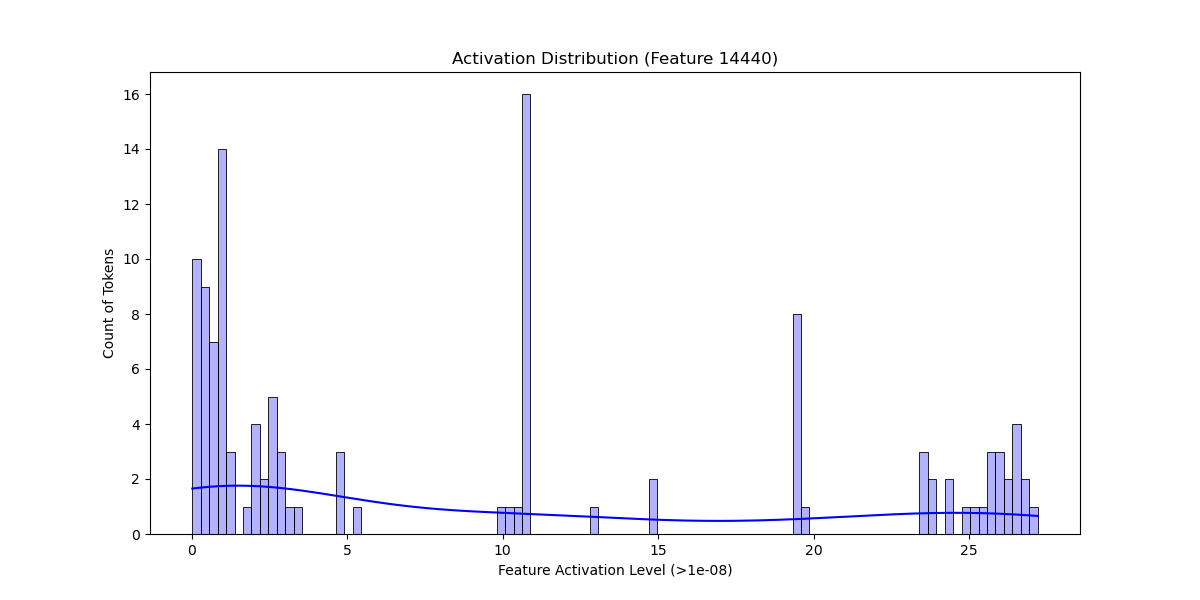 Activation Distribution (Feature 14440)
16
14
12
10
8
6
4
2
0
Count of Tokens
0 5 10 15 20 25
Feature Activation Level (>1e-08)